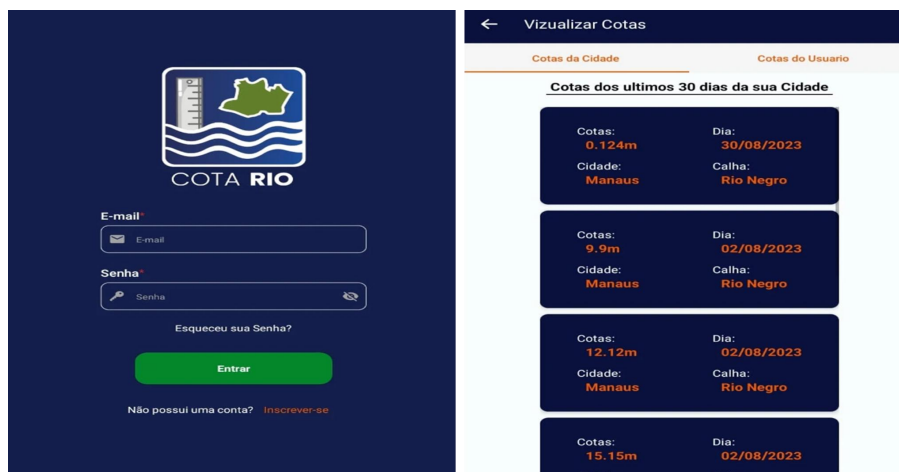 COTA RIO
E-mail*
E-mail
Senha*
Senha
Esqueceu sua Senha?
Entrar
Não possui uma conta? Inscrever-se
Vizualizar Cotas
Cotas da Cidade Cotas do Usuario
Cotas dos ultimos 30 dias da sua Cidade
Cotas: Dia:
0.124m 30/08/2023
Cidade: Calha:
Manaus Rio Negro
Cotas: Dia:
9.9m 02/08/2023
Cidade: Calha:
Manaus Rio Negro
Cotas: Dia:
12.12m 02/08/2023
Cidade: Calha:
Manaus Rio Negro
Cotas: Dia:
15.15m 02/08/2023